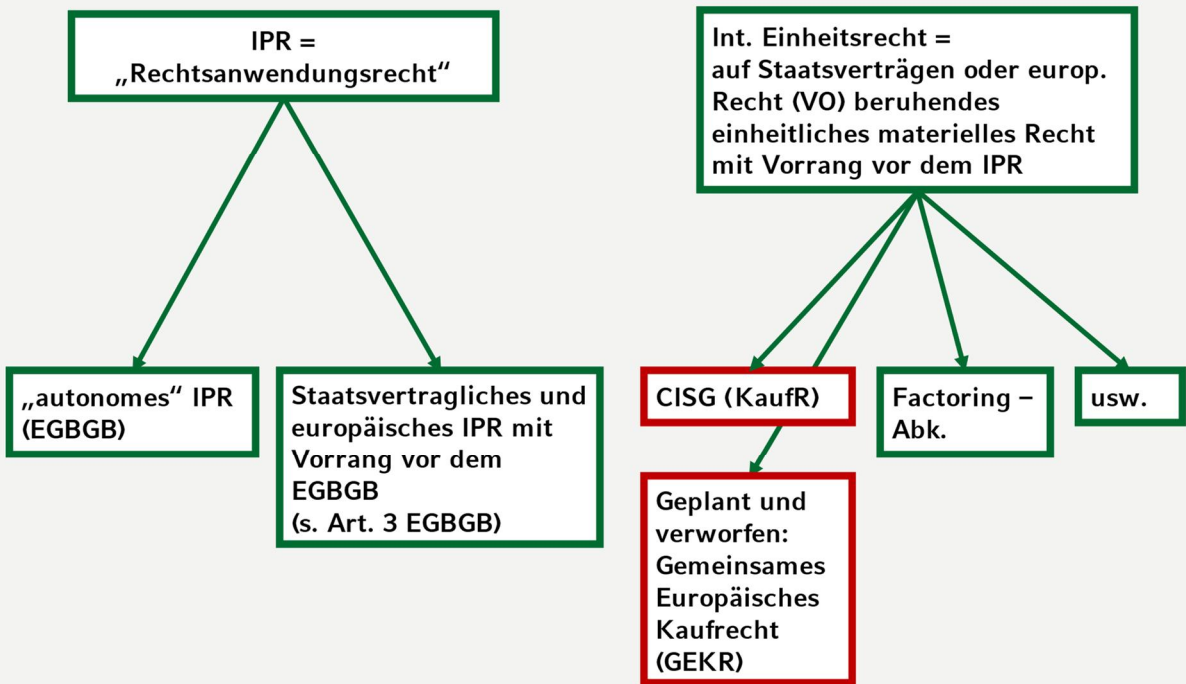 IPR =
„Rechtsanwendungsrecht“
Int. Einheitsrecht =
auf Staatsverträgen oder europ.
Recht (VO) beruhendes
einheitliches materielles Recht
mit Vorrang vor dem IPR
„autonomes“ IPR
(EGBGB)
Staatsvertragliches und
europäisches IPR mit
Vorrang vor dem
EGBGB
(s. Art. 3 EGBGB)
CISG (KaufR)
Factoring –
Abk.
usw.
Geplant und
verworfen:
Gemeinsames
Europäisches
Kaufrecht
(GEKR)